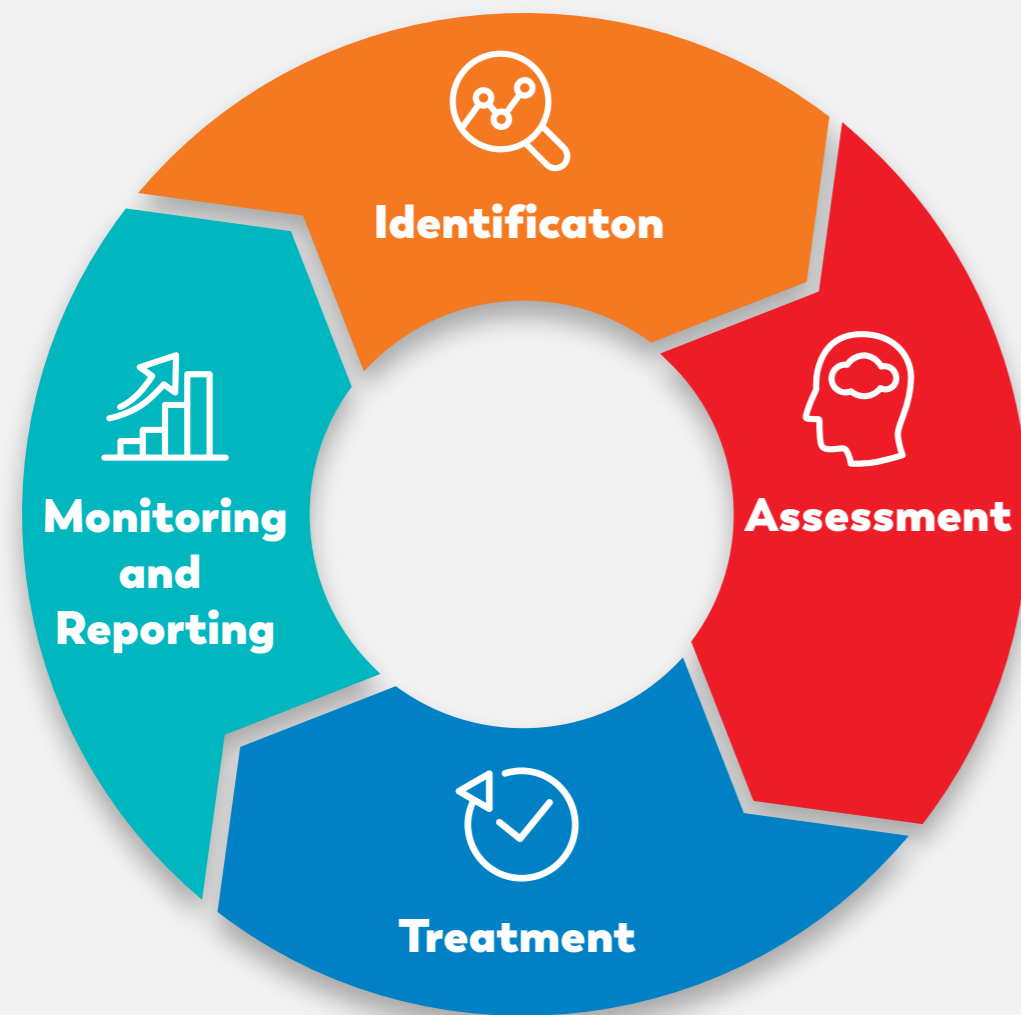 Identificaton
Assessment
Treatment
Monitoring
and
Reporting